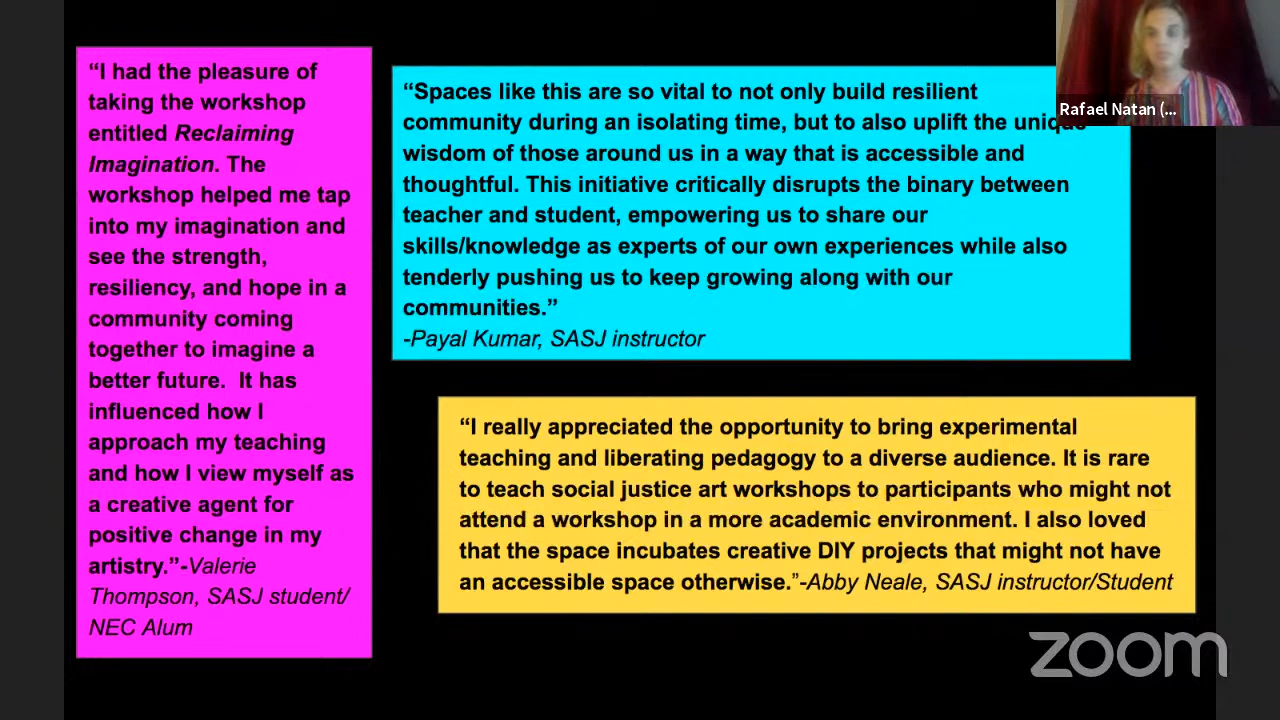 “I had the pleasure of
taking the workshop
entitled Reclaiming
Imagination. The
workshop helped me tap
into my imagination and
see the strength,
resiliency, and hope in a
community coming
together to imagine a
better future.  It has
influenced how I
approach my teaching
and how I view myself as
a creative agent for
positive change in my
artistry.”-Valerie
Thompson, SASJ student/
NEC Alum
“Spaces like this are so vital to not only build resilient
community during an isolating time, but to also uplift the unique
wisdom of those around us in a way that is accessible and
thoughtful. This initiative critically disrupts the binary between
teacher and student, empowering us to share our
skills/knowledge as experts of our own experiences while also
tenderly pushing us to keep growing along with our
communities.”
-Payal Kumar, SASJ instructor
“I really appreciated the opportunity to bring experimental
teaching and liberating pedagogy to a diverse audience. It is rare
to teach social justice art workshops to participants who might not
attend a workshop in a more academic environment. I also loved
that the space incubates creative DIY projects that might not have
an accessible space otherwise.”-Abby Neale, SASJ instructor/Student
Rafael Natan (...
zoom